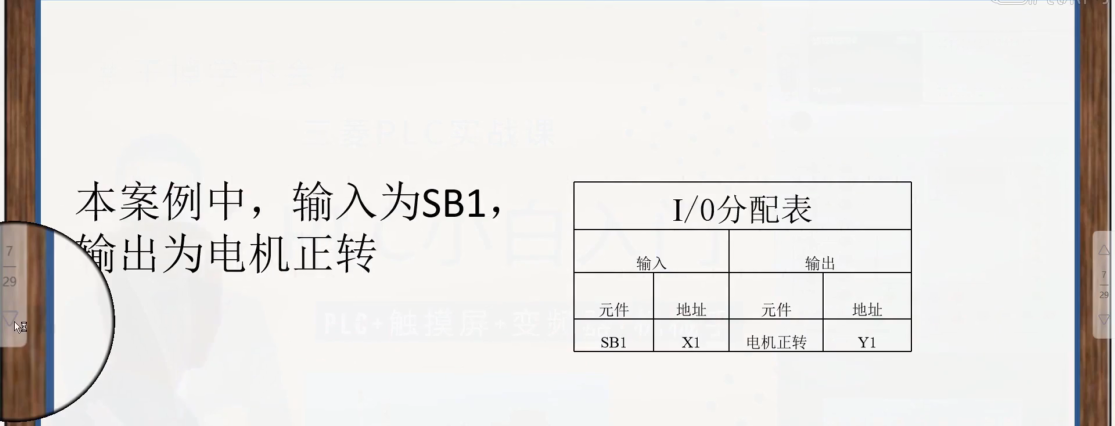 本案例中，输入为SB1，
输出为电机正转
I/O分配表
输入 输出
元件 地址 元件 地址
SB1 X1 电机正转 Y1
7
29
7
29